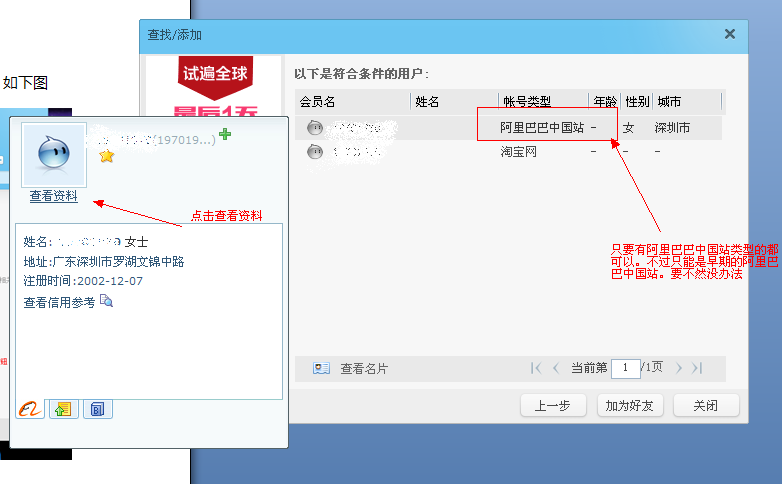 如下图
查找/添加
试遍全球
以下是符合条件的用户:
会员名 姓名 帐号类型 年龄 性别 城市
阿里巴巴中国站 - 女 深圳市
淘宝网 - - -
(197019...)
查看资料
点击查看资料
姓名: 女士
地址:广东深圳市罗湖文锦中路
注册时间:2002-12-07
查看信用参考
只要有阿里巴巴中国站类型的都
可以。不过只能是早期的阿里巴
巴中国站。要不然没办法
查看名片 当前第 1 /1页
上一步 加为好友 关闭